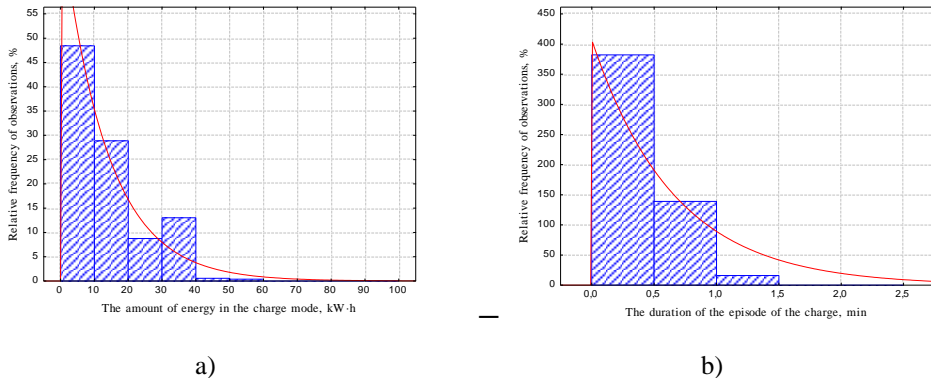 Relative frequency of observations, %
55
50
45
40
35
30
25
20
15
10
5
0
0 10 20 30 40 50 60 70 80 90 100
The amount of energy in the charge mode, kW·h
a)
Relative frequency of observations, %
450
400
350
300
250
200
150
100
50
0
0,0 0,5 1,0 1,5 2,0 2,5
The duration of the episode of the charge, min
b)